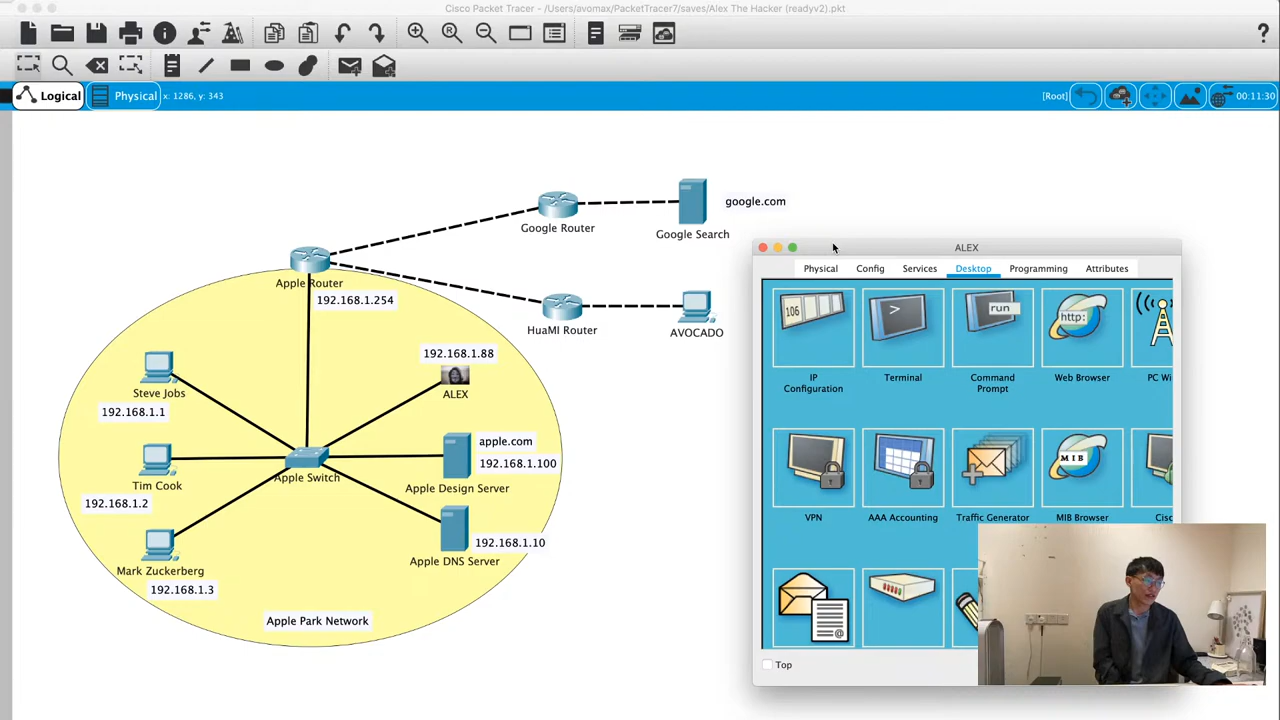 Cisco Packet Tracer - /Users/avomax/PacketTracer7/saves/Alex The Hacker (readyv2).pkt
?
Logical
Physical
x: 1286, y: 343
[Root]
00:11:30
Google Router
Google Search
google.com
Apple Router
192.168.1.254
HuaMI Router
AVOCADO
192.168.1.88
ALEX
Steve Jobs
192.168.1.1
Tim Cook
192.168.1.2
Apple Switch
apple.com
192.168.1.100
Apple Design Server
Mark Zuckerberg
192.168.1.3
192.168.1.10
Apple DNS Server
Apple Park Network
ALEX
Physical
Config
Services
Desktop
Programming
Attributes
106
>
run
http:
IP
Configuration
Terminal
Command
Prompt
Web Browser
PC Wi
MIB
VPN
AAA Accounting
Traffic Generator
MIB Browser
Cisc
@
Top